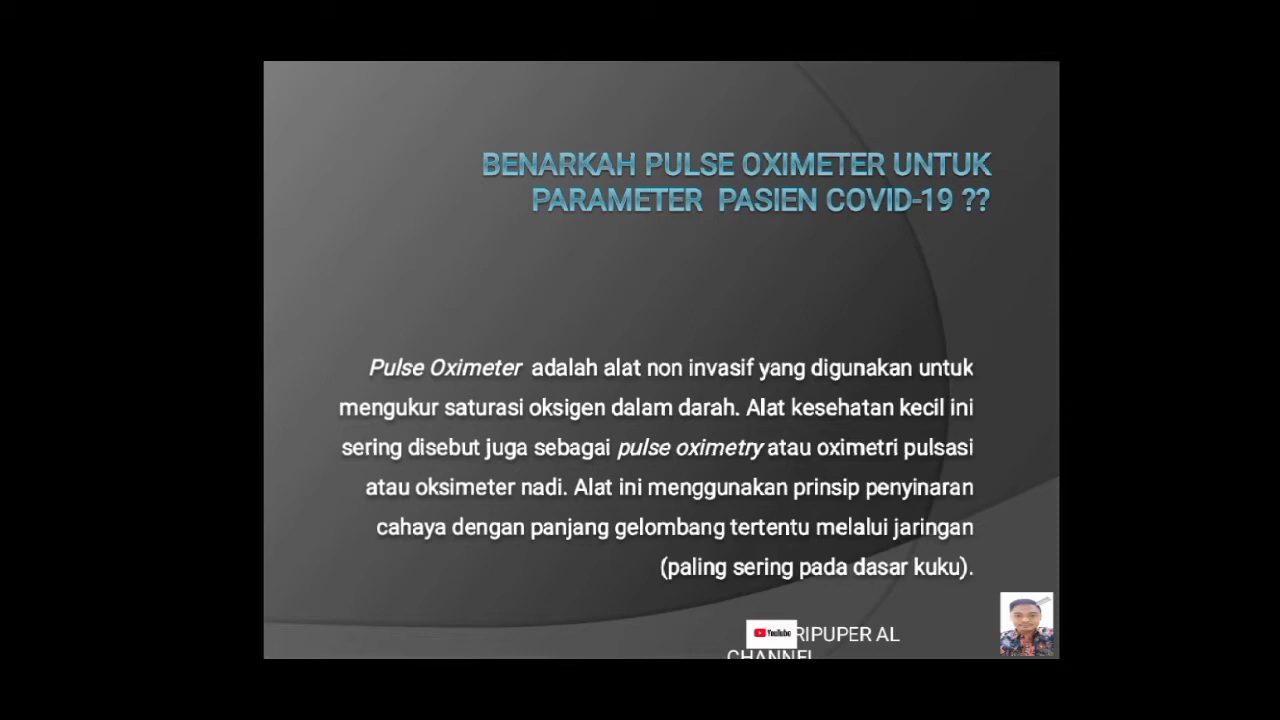 BENARKAH PULSE OXIMETER UNTUK
PARAMETER PASIEN COVID-19 ??
Pulse Oximeter adalah alat non invasif yang digunakan untuk
mengukur saturasi oksigen dalam darah. Alat kesehatan kecil ini
sering disebut juga sebagai pulse oximetry atau oximetri pulsasi
atau oksimeter nadi. Alat ini menggunakan prinsip penyinaran
cahaya dengan panjang gelombang tertentu melalui jaringan
(paling sering pada dasar kuku).
YouTube RIPUPER AL
CHANNEL